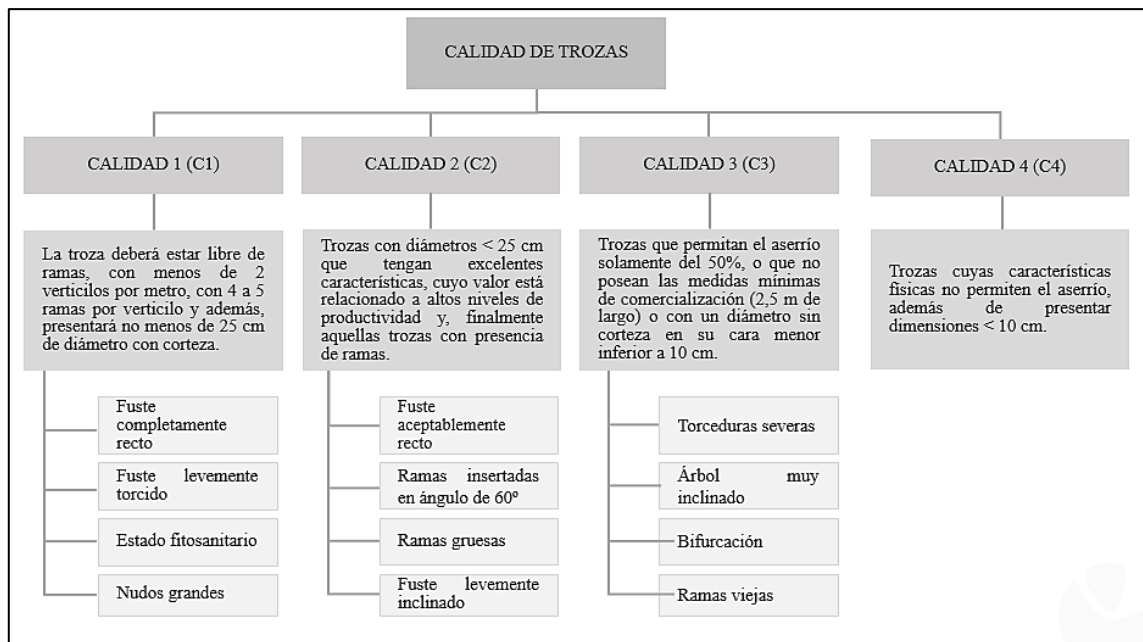 CALIDAD DE TROZAS
CALIDAD 1 (C1)
La troza deberá estar libre de
ramas, con menos de 2
verticilos por metro, con 4 a 5
ramas por verticilo y además,
presentará no menos de 25 cm
de diámetro con corteza.
Fuste
completamente
recto
Fuste levemente
torcido
Estado fitosanitario
Nudos grandes
CALIDAD 2 (C2)
Trozas con diámetros < 25 cm
que tengan excelentes
características, cuyo valor está
relacionado a altos niveles de
productividad y, finalmente
aquellas trozas con presencia
de ramas.
Fuste
aceptablemente
recto
Ramas insertadas
en ángulo de 60º
Ramas gruesas
Fuste levemente
inclinado
CALIDAD 3 (C3)
Trozas que permitan el aserrío
solamente del 50%, o que no
posean las medidas mínimas
de comercialización (2,5 m de
largo) o con un diámetro sin
corteza en su cara menor
inferior a 10 cm.
Torceduras severas
Árbol muy
inclinado
Bifurcación
Ramas viejas
CALIDAD 4 (C4)
Trozas cuyas características
físicas no permiten el aserrío,
además de presentar
dimensiones < 10 cm.